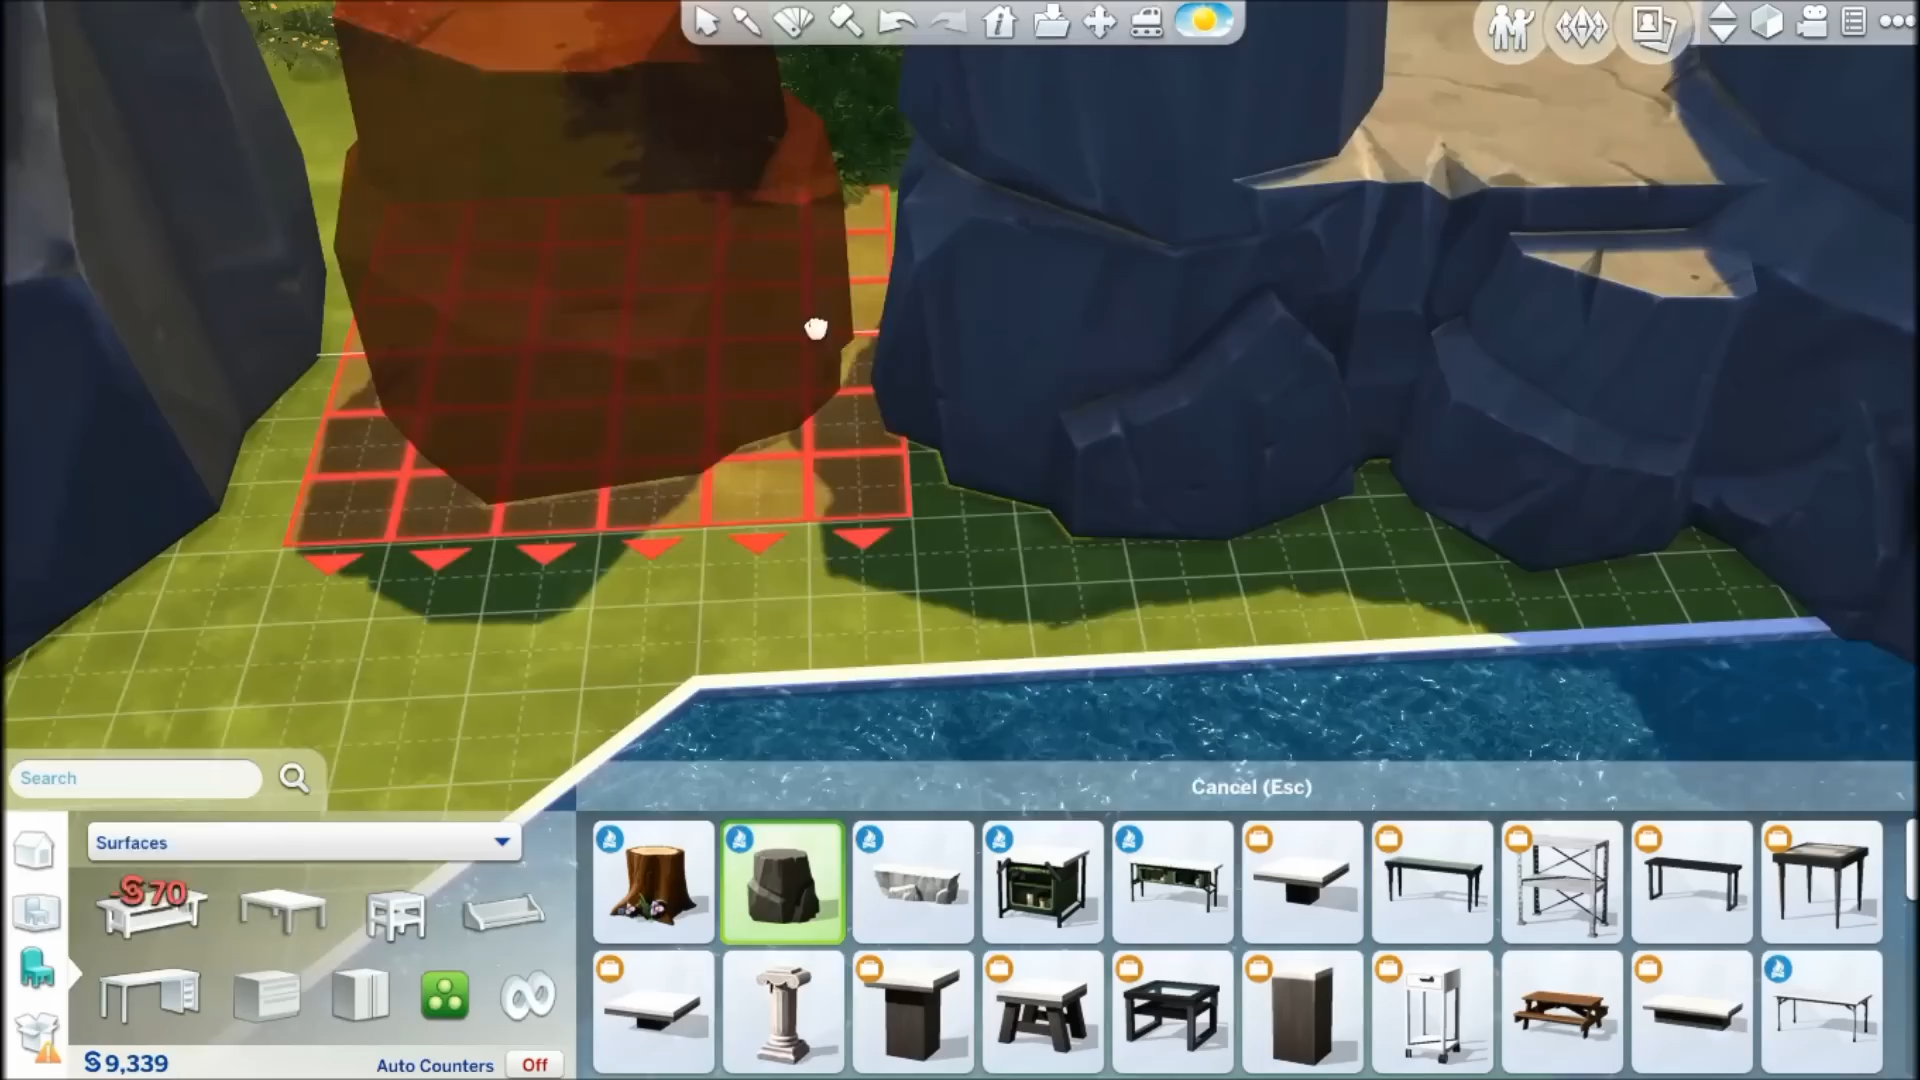 Search
Cancel (Esc)
Surfaces
-§70
§9,339
Auto Counters
Off